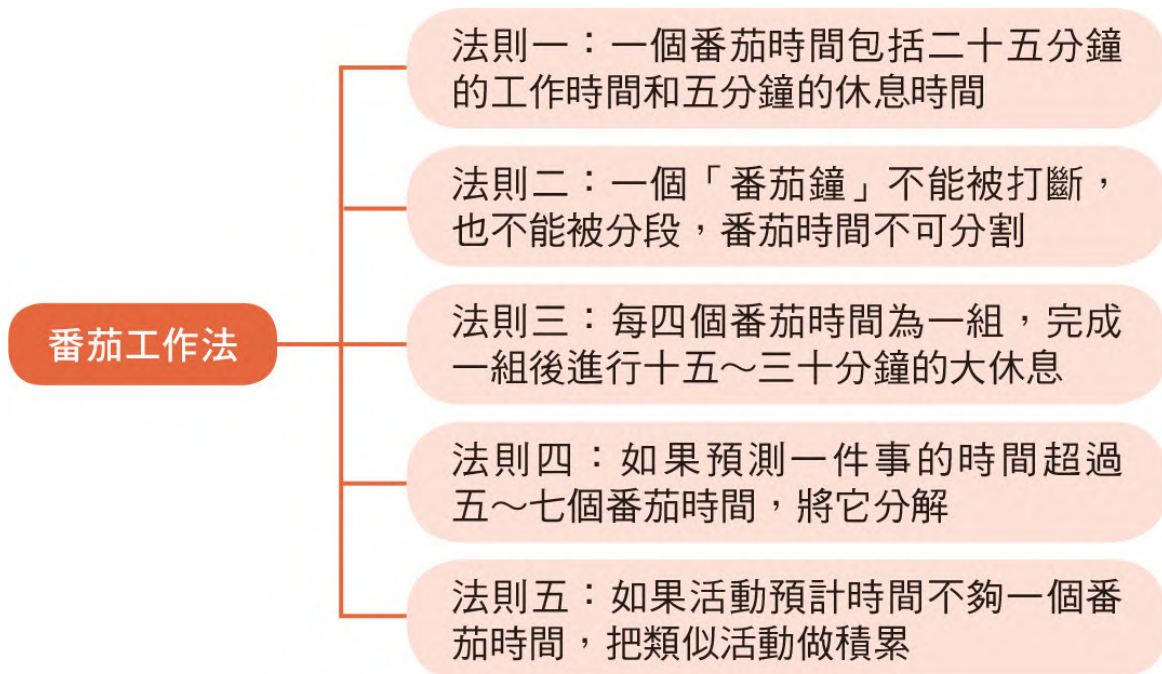 法則一：一個番茄時間包括二十五分鐘
的工作時間和五分鐘的休息時間
法則二：一個「番茄鐘」不能被打斷，
也不能被分段，番茄時間不可分割
番茄工作法
法則三：每四個番茄時間為一組，完成
一組後進行十五～三十分鐘的大休息
法則四：如果預測一件事的時間超過
五～七個番茄時間，將它分解
法則五：如果活動預計時間不夠一個番
茄時間，把類似活動做積累